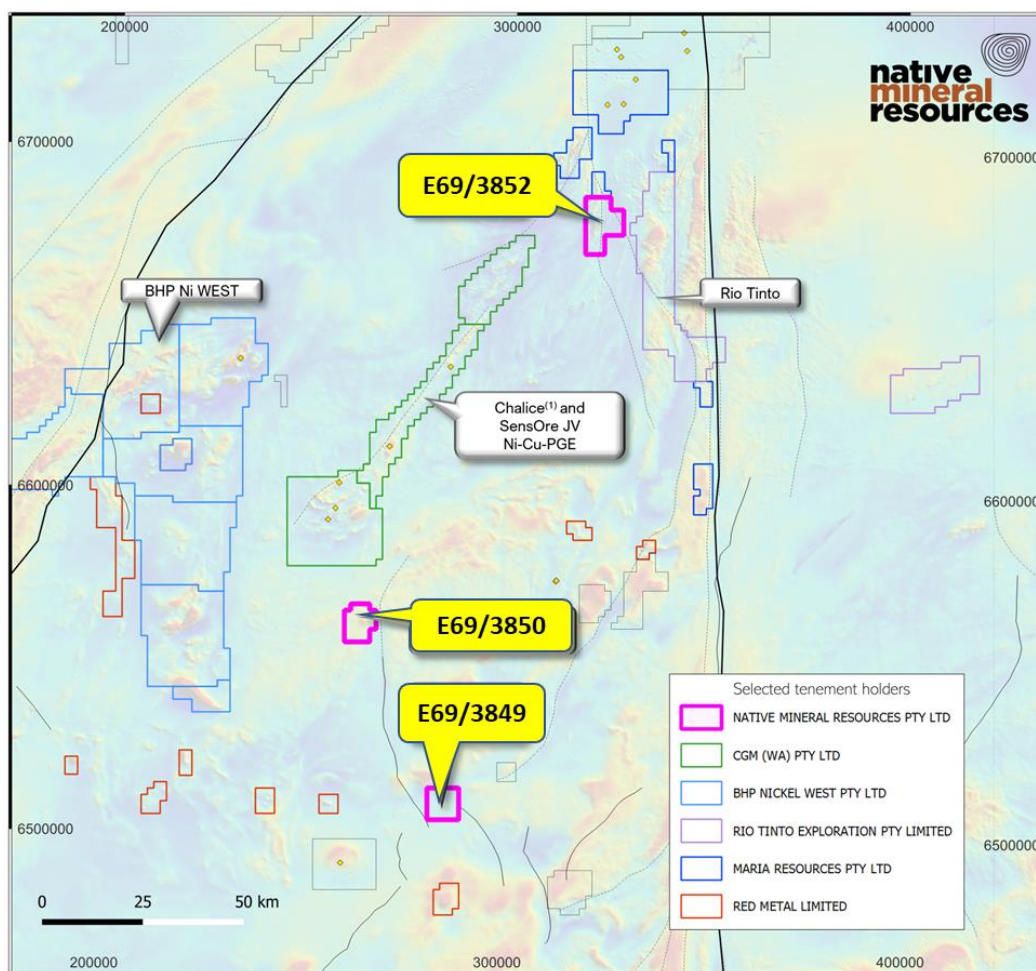 200000
300000
400000
native
mineral
resources
6700000
6700000
E69/3852
BHP Ni WEST
Rio Tinto
Chalice⁽¹⁾ and
SensOre JV
Ni-Cu-PGE
6600000
6600000
E69/3850
E69/3849
Selected tenement holders
NATIVE MINERAL RESOURCES PTY LTD
CGM (WA) PTY LTD
BHP NICKEL WEST PTY LTD
RIO TINTO EXPLORATION PTY LIMITED
MARIA RESOURCES PTY LTD
RED METAL LIMITED
6500000
6500000
0 25 50 km
200000
300000
400000